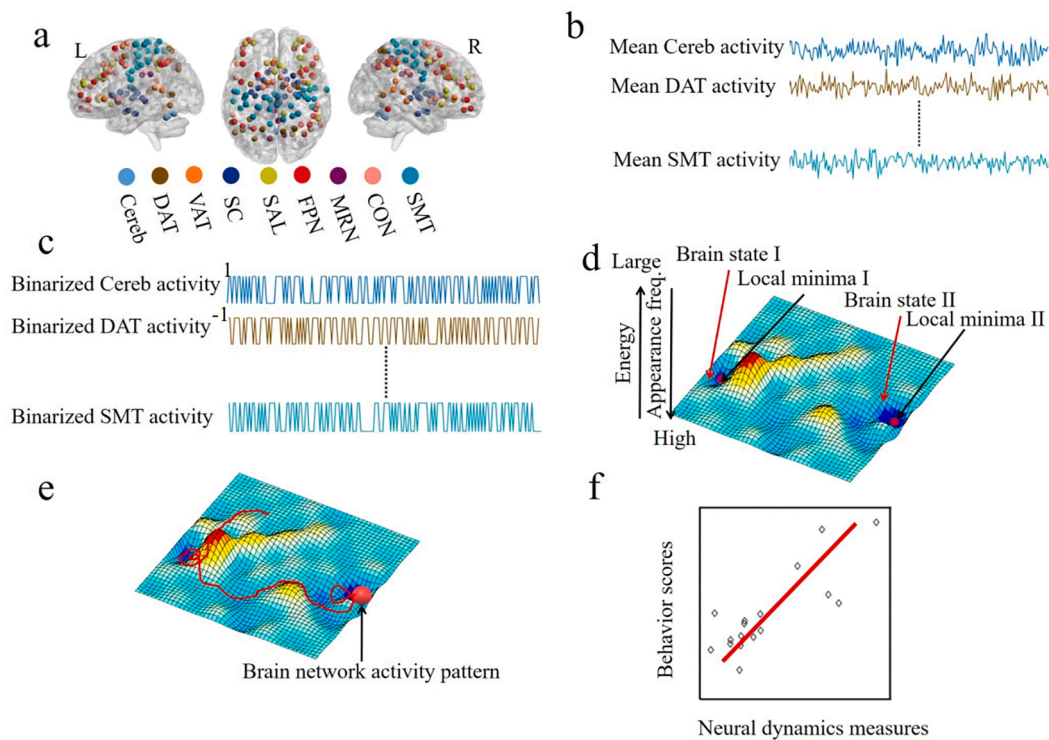 a
L
R
Cereb
DAT
VAT
SC
SAL
FPN
MRN
CON
SMT
b
Mean Cereb activity
Mean DAT activity
Mean SMT activity
c
1
Binarized Cereb activity
-1
Binarized DAT activity
Binarized SMT activity
d
Large
Brain state I
Local minima I
Brain state II
Local minima II
Energy
Appearance freq.
High
e
Brain network activity pattern
f
Behavior scores
Neural dynamics measures